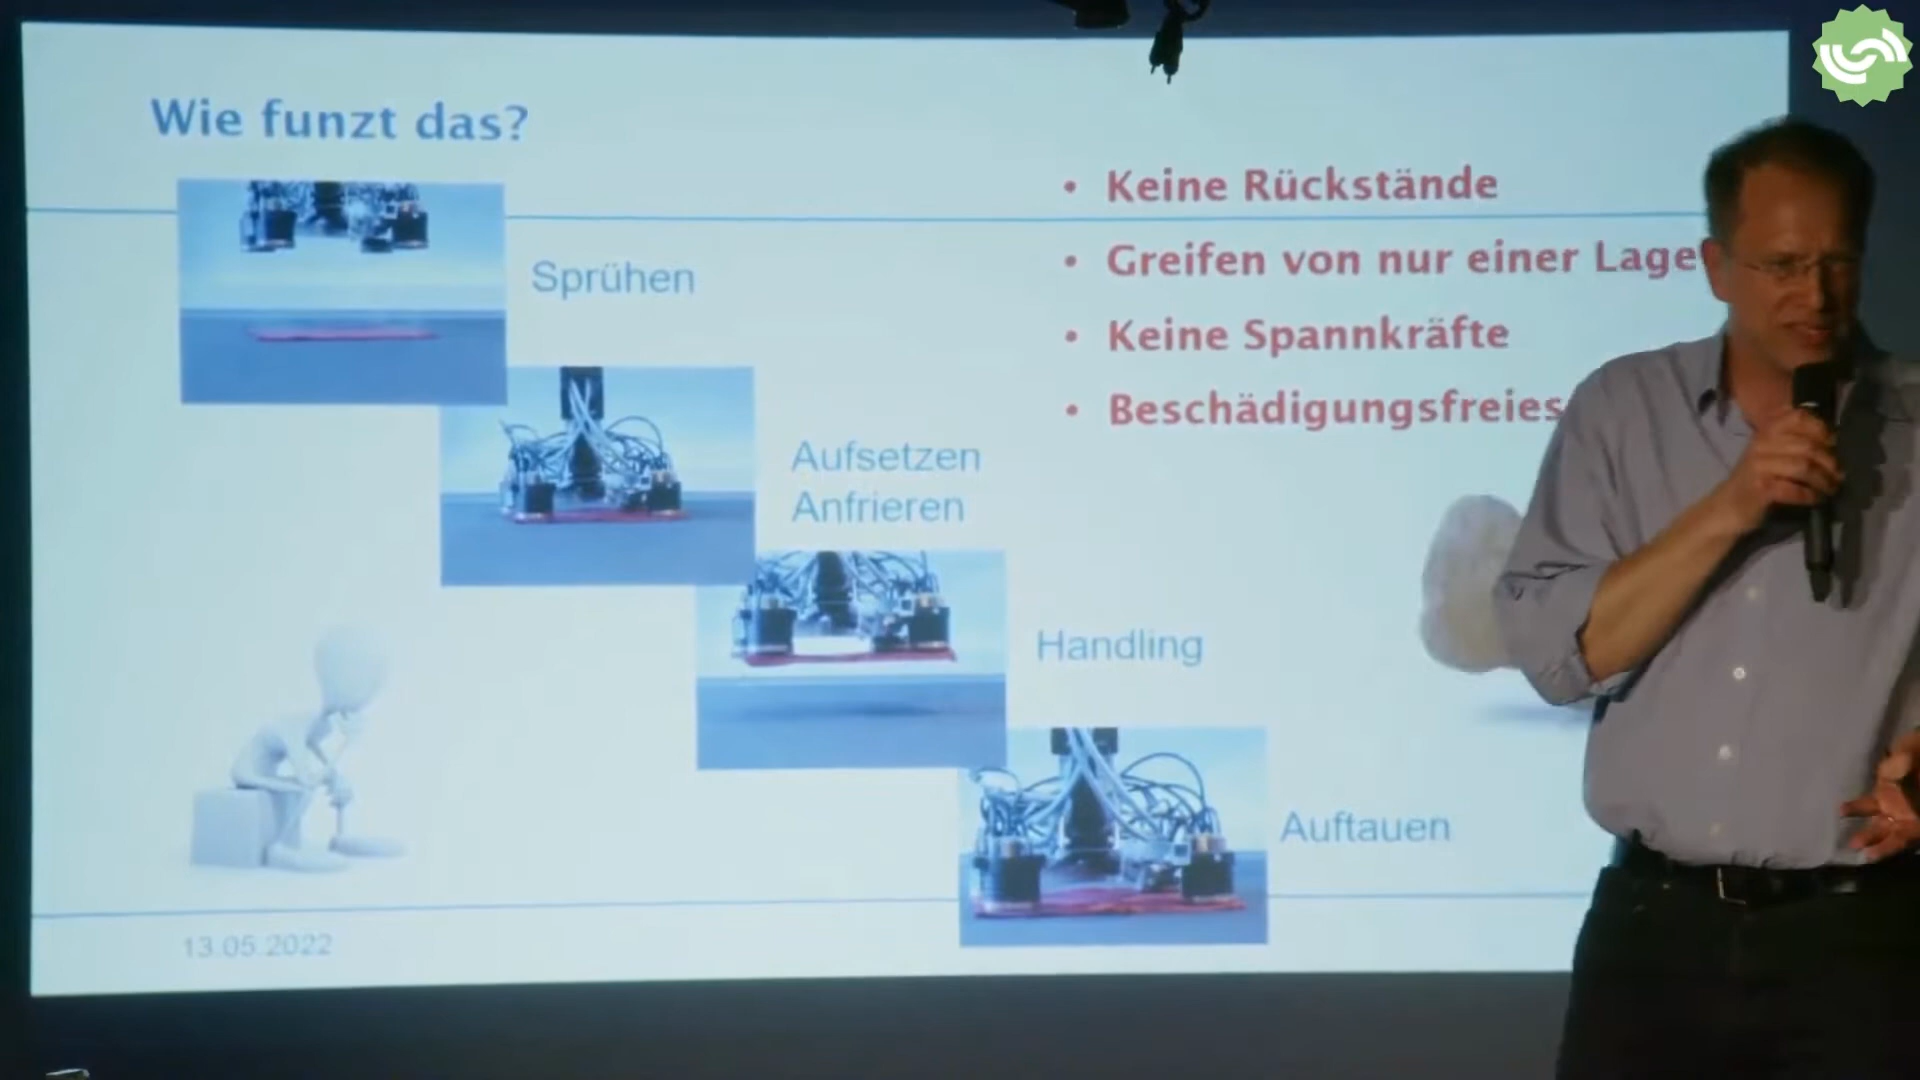 Wie funzt das?
Sprühen
Aufsetzen
Anfrieren
Handling
Auftauen
• Keine Rückstände
• Greifen von nur einer Lage
• Keine Spannkräfte
• Beschädigungsfreies
13.05.2022